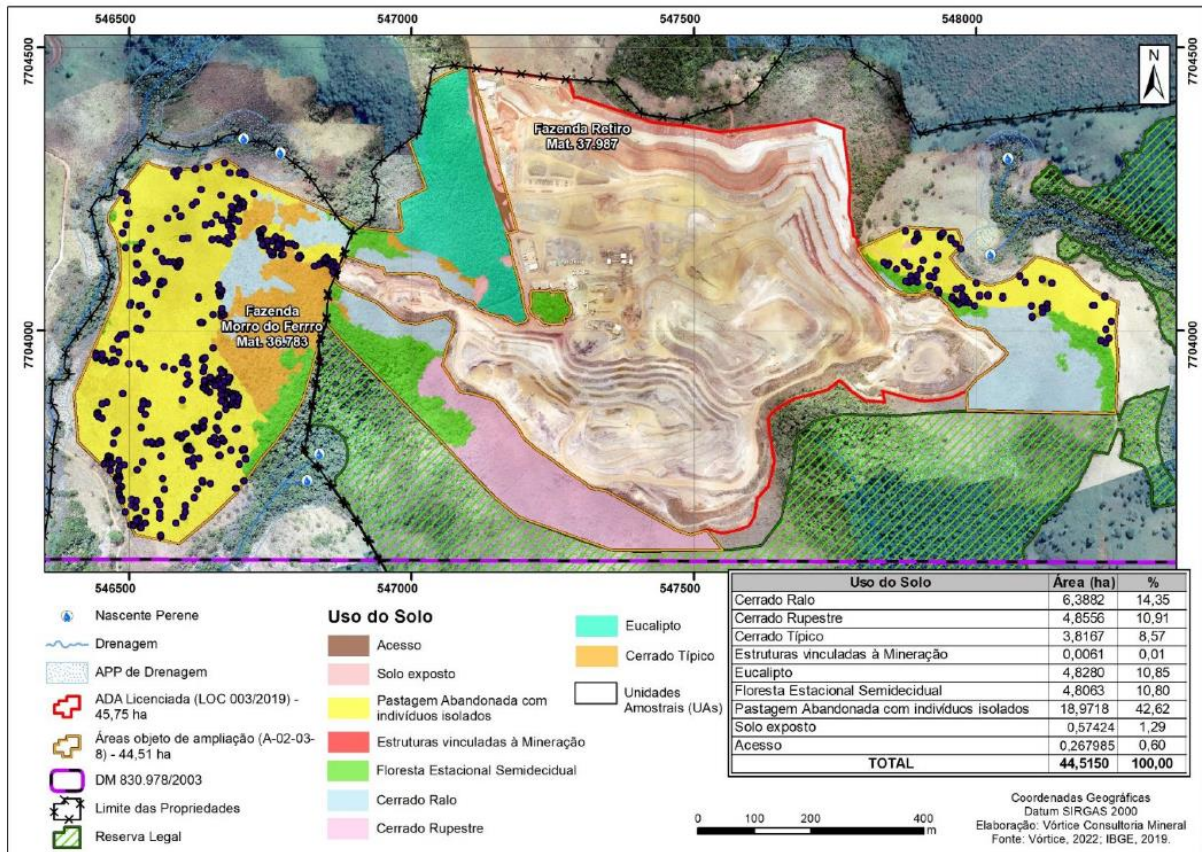 546500 547000 547500 548000
7704500 7704500
N
Fazenda Retiro
Mat. 37.987
Fazenda
Morro do Ferrro
Mat. 36.783
7704000 7704000
546500 547000 547500
Nascente Perene
Drenagem
APP de Drenagem
ADA Licenciada (LOC 003/2019) -
45,75 ha
Áreas objeto de ampliação (A-02-03-
8) - 44,51 ha
DM 830.978/2003
Limite das Propriedades
Reserva Legal
Uso do Solo
Acesso
Solo exposto
Pastagem Abandonada com
indivíduos isolados
Estruturas vinculadas à Mineração
Floresta Estacional Semidecidual
Cerrado Ralo
Cerrado Rupestre
Eucalipto
Cerrado Típico
Unidades
Amostrais (UAs)
Uso do Solo Área (ha) %
Cerrado Ralo 6,3882 14,35
Cerrado Rupestre 4,8556 10,91
Cerrado Típico 3,8167 8,57
Estruturas vinculadas à Mineração 0,0061 0,01
Eucalipto 4,8280 10,85
Floresta Estacional Semidecidual 4,8063 10,80
Pastagem Abandonada com indivíduos isolados 18,9718 42,62
Solo exposto 0,57424 1,29
Acesso 0,267985 0,60
TOTAL 44,5150 100,00
0 100 200 400
m
Coordenadas Geográficas
Datum SIRGAS 2000
Elaboração: Vórtice Consultoria Mineral
Fonte: Vórtice, 2022; IBGE, 2019.